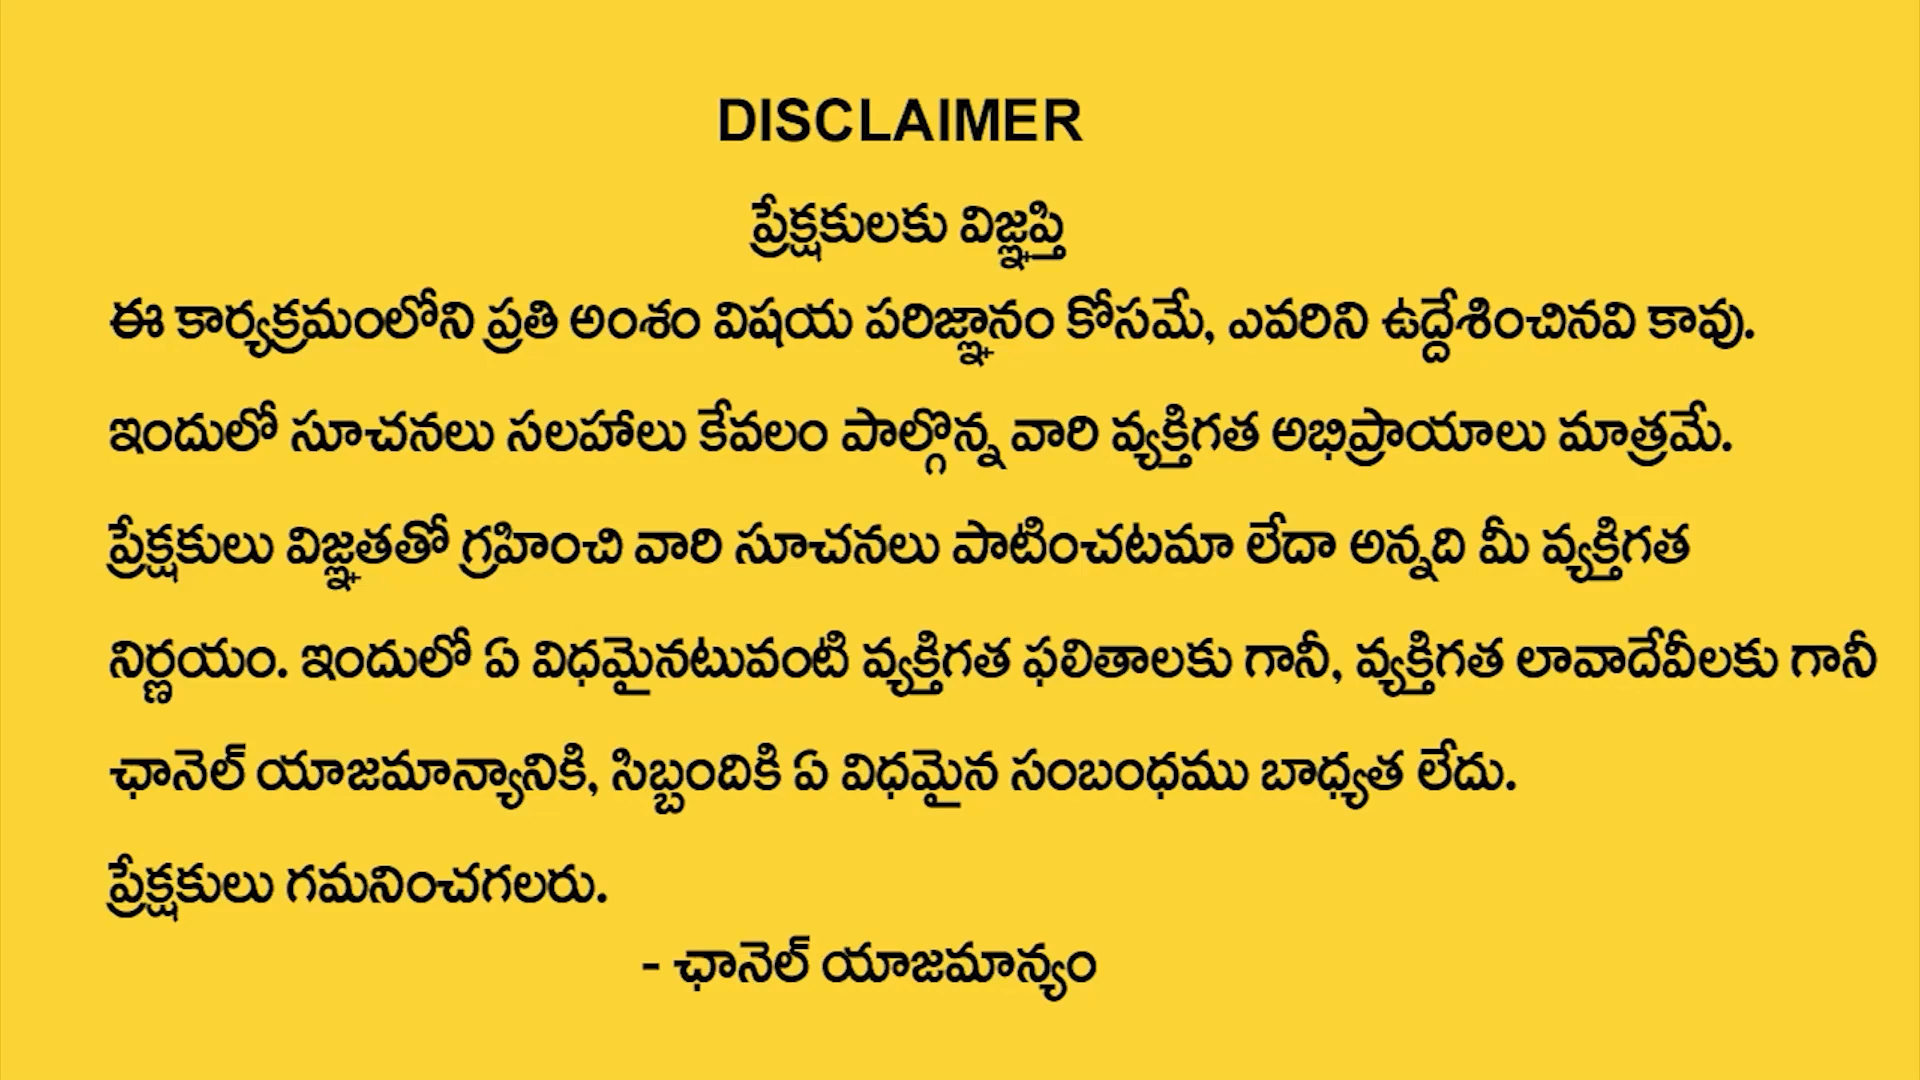 DISCLAIMER
ప్రేక్షకులకు విజ్ఞప్తి
ఈ కార్యక్రమంలోని ప్రతి అంశం విషయ పరిజ్ఞానం కోసమే, ఎవరిని ఉద్దేశించినవి కావు.
ఇందులో సూచనలు సలహాలు కేవలం పాల్గొన్న వారి వ్యక్తిగత అభిప్రాయాలు మాత్రమే.
ప్రేక్షకులు విజ్ఞతతో గ్రహించి వారి సూచనలు పాటించటమా లేదా అన్నది మీ వ్యక్తిగత
నిర్ణయం. ఇందులో ఏ విధమైనటువంటి వ్యక్తిగత ఫలితాలకు గానీ, వ్యక్తిగత లావాదేవీలకు గానీ
ఛానెల్ యాజమాన్యానికి, సిబ్బందికి ఏ విధమైన సంబంధము బాధ్యత లేదు.
ప్రేక్షకులు గమనించగలరు.
- ఛానెల్ యాజమాన్యం